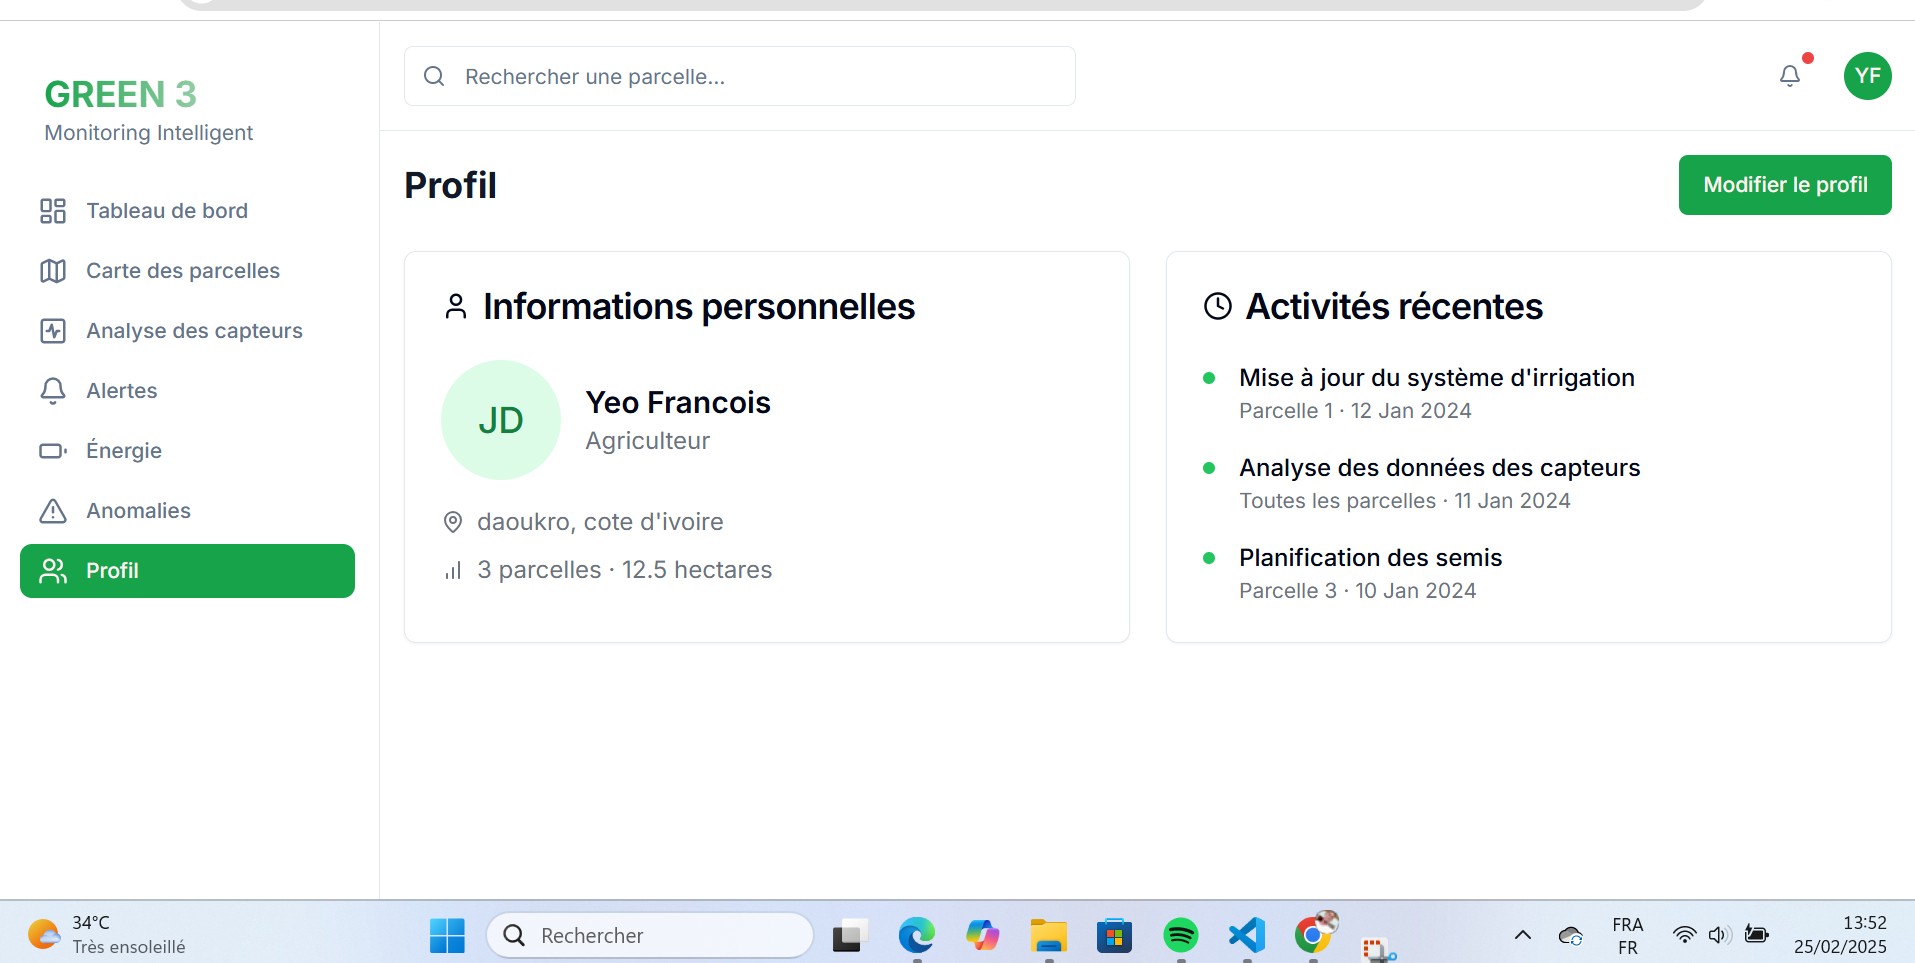 GREEN 3
Monitoring Intelligent
Tableau de bord
Carte des parcelles
Analyse des capteurs
Alertes
Énergie
Anomalies
Profil
Rechercher une parcelle...
YF
Profil
Modifier le profil
Informations personnelles
JD
Yeo Francois
Agriculteur
daoukro, cote d'ivoire
3 parcelles · 12.5 hectares
Activités récentes
Mise à jour du système d'irrigation
Parcelle 1 · 12 Jan 2024
Analyse des données des capteurs
Toutes les parcelles · 11 Jan 2024
Planification des semis
Parcelle 3 · 10 Jan 2024
34°C
Très ensoleillé
Rechercher
FRA
FR
13:52
25/02/2025